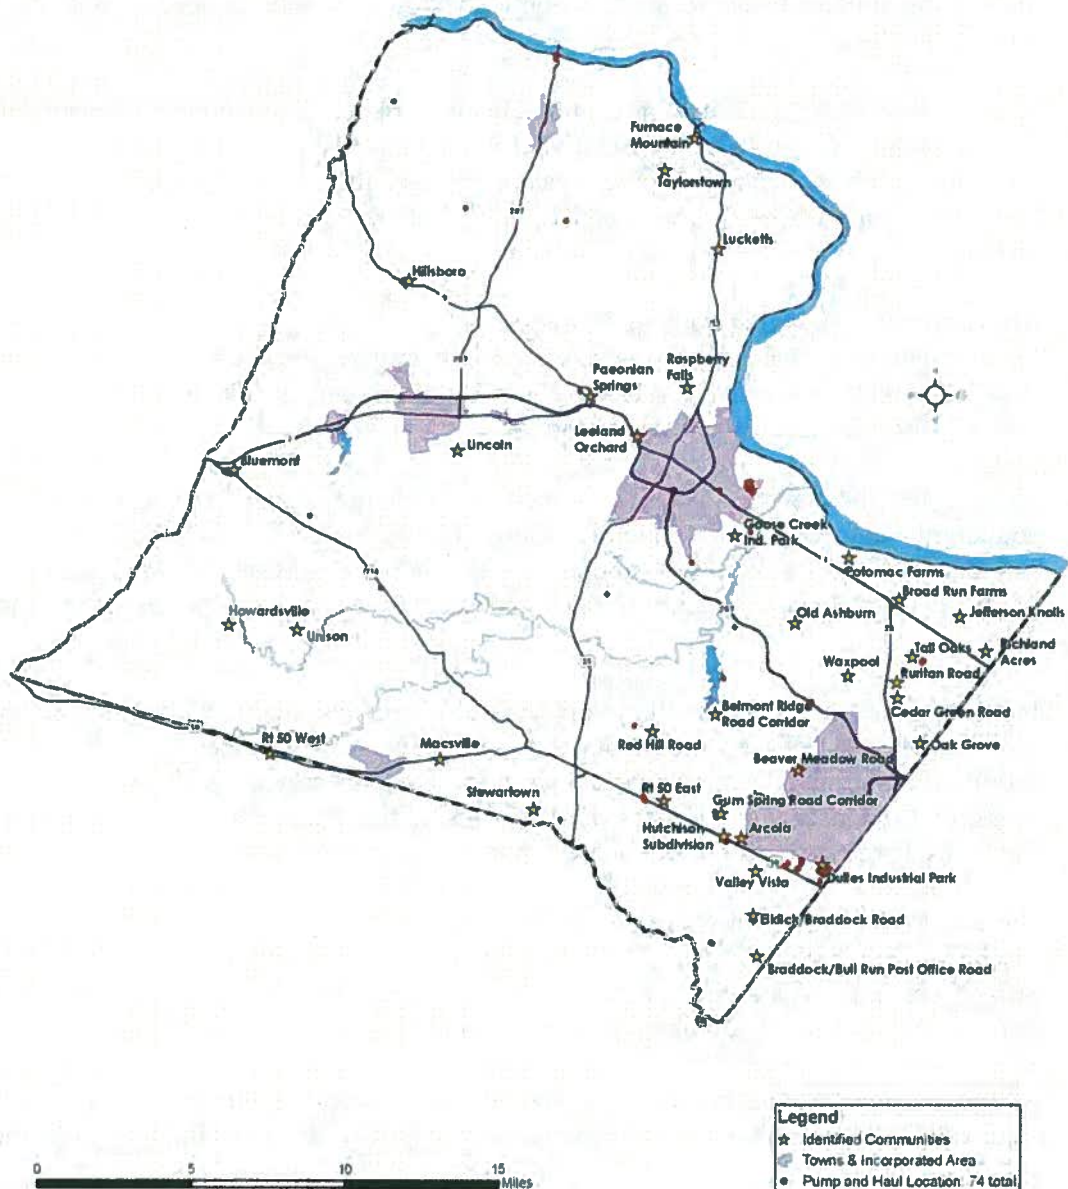 Furnace
Mountain
Taylorstown
Lucketts
Hillsboro
Raspberry
Falls
Paeonian
Springs
Leeland
Orchard
Lincoln
Bluemont
Goose Creek
Ind. Park
Potomac Farms
Broad Run Farms
Jefferson Knolls
Howardsville
Unison
Old Ashburn
Tall Oaks
Richland
Acres
Waxpool
Ruritan Road
Cedar Green Road
Belmont Ridge
Road Corridor
Red Hill Road
Oak Grove
Rt 50 West
Macsville
Beaver Meadow Road
Stewartown
Rt 50 East
Gum Spring Road Corridor
Hutchison
Subdivision
Arcola
Valley Vista
Dulles Industrial Park
Elklick/Braddock Road
Braddock/Bull Run Post Office Road
Legend
Identified Communities
Towns & Incorporated Area
Pump and Haul Location: 74 total
0 5 10 15
Miles